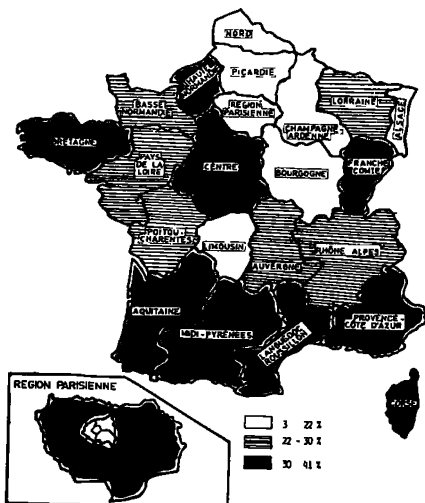 NORD
PICARDIE
HAUTE
NORMANDIE
BASSE
NORMANDIE
REGION
PARISIENNE
LORRAINE
ALSACE
CHAMPAGNE-
ARDENNE
BRETAGNE
PAYS
DE LA
LOIRE
CENTRE
BOURGOGNE
FRANCHE
COMTÉ
POITOU-
CHARENTES
LIMOUSIN
AUVERGNE
RHÔNE ALPES
AQUITAINE
MIDI-PYRENEES
LANGUEDOC
ROUSSILLON
PROVENCE-
CÔTE D'AZUR
CORSE
REGION PARISIENNE
3 22 %
22 - 30 %
30 41 %